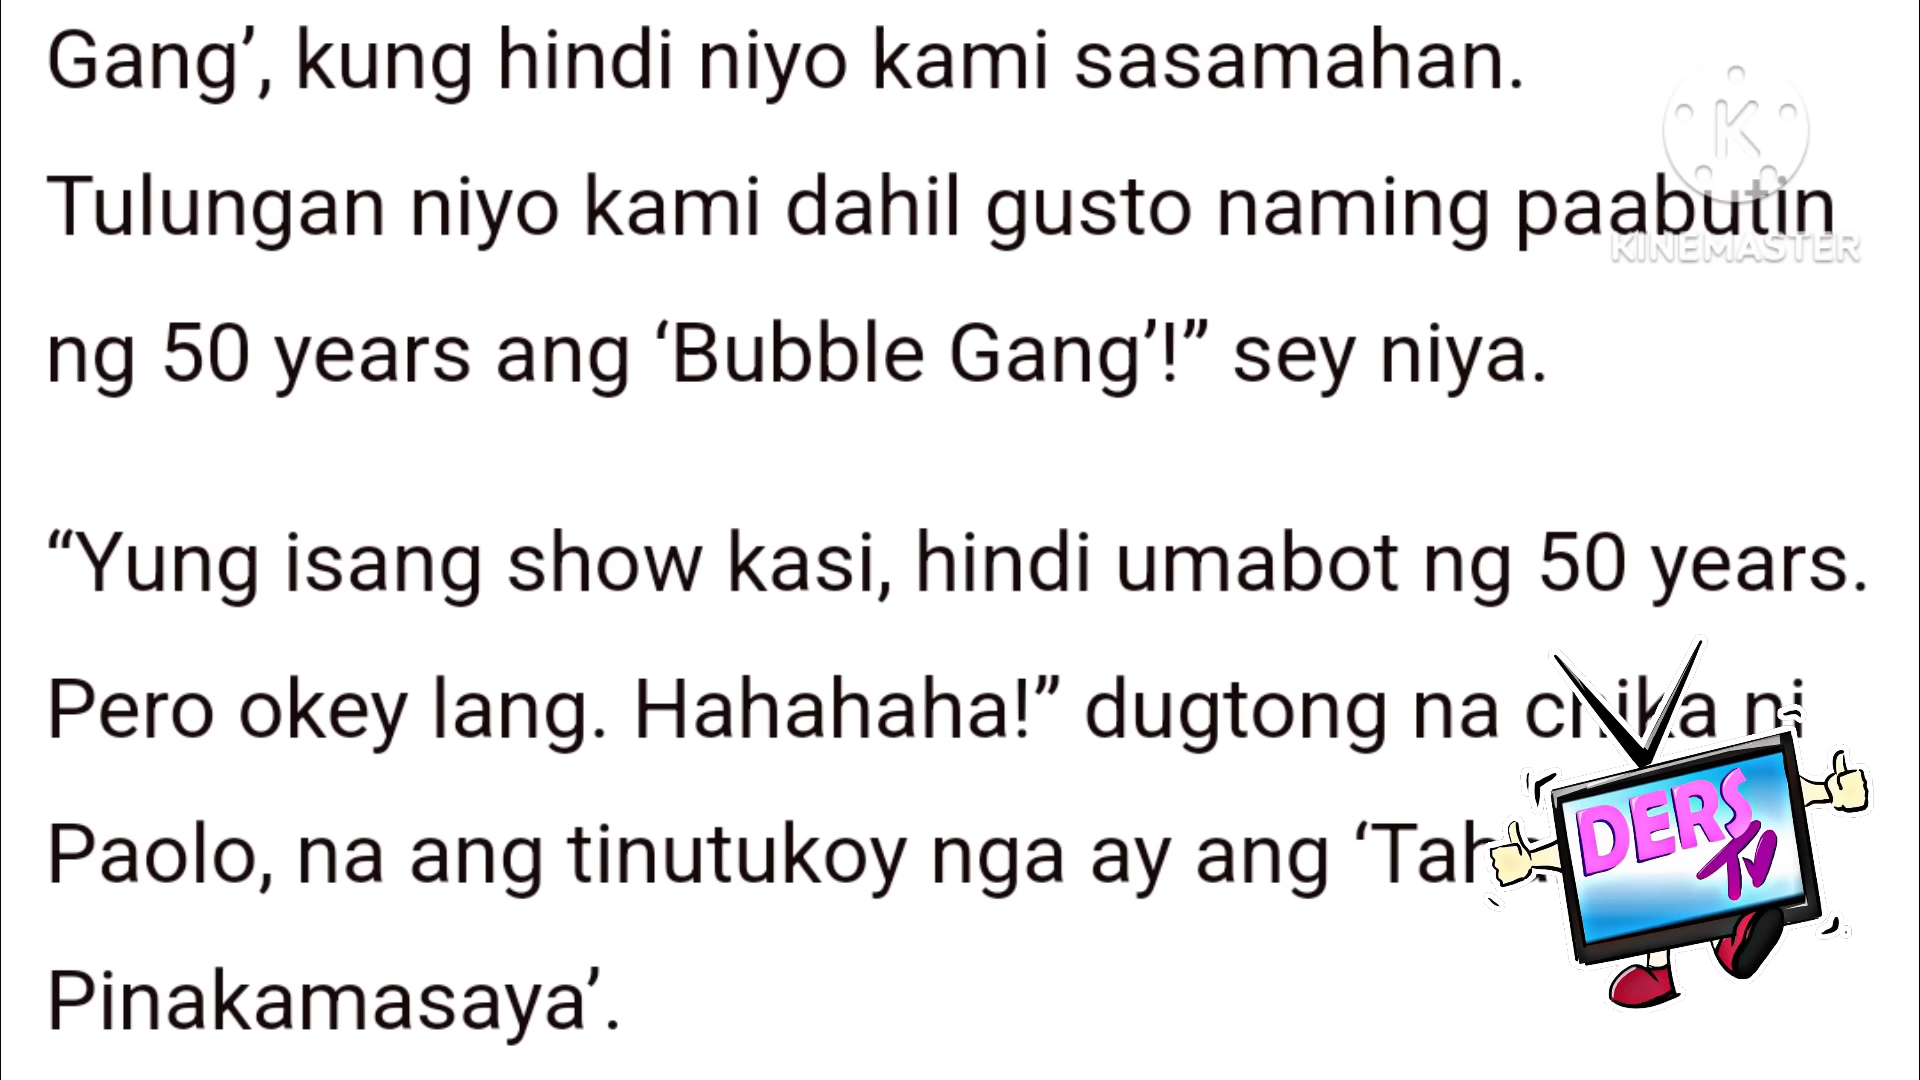 Gang’, kung hindi niyo kami sasamahan.
Tulungan niyo kami dahil gusto naming paabutin
KINEMASTER
ng 50 years ang ‘Bubble Gang’!” sey niya.
“Yung isang show kasi, hindi umabot ng 50 years.
Pero okey lang. Hahahaha!” dugtong na chika ni
Paolo, na ang tinutukoy nga ay ang
Pinakamasaya’.
DERS
TV